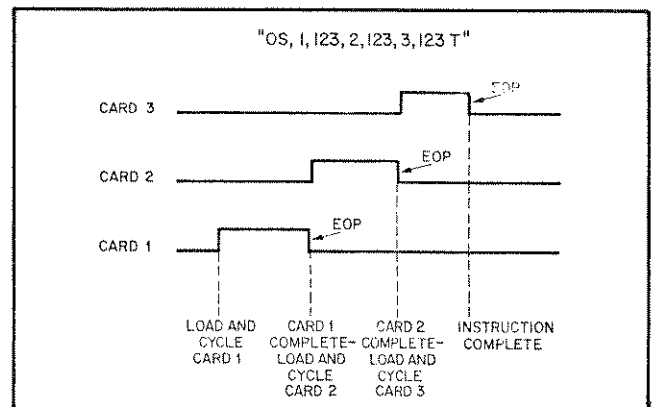 "OS, 1, 123, 2, 123, 3, 123 T"
EOP
CARD 3
EOP
CARD 2
EOP
CARD 1
LOAD AND
CYCLE
CARD 1
CARD 1
COMPLETE-
LOAD AND
CYCLE
CARD 2
CARD 2
COMPLETE-
LOAD AND
CYCLE
CARD 3
INSTRUCTION
COMPLETE